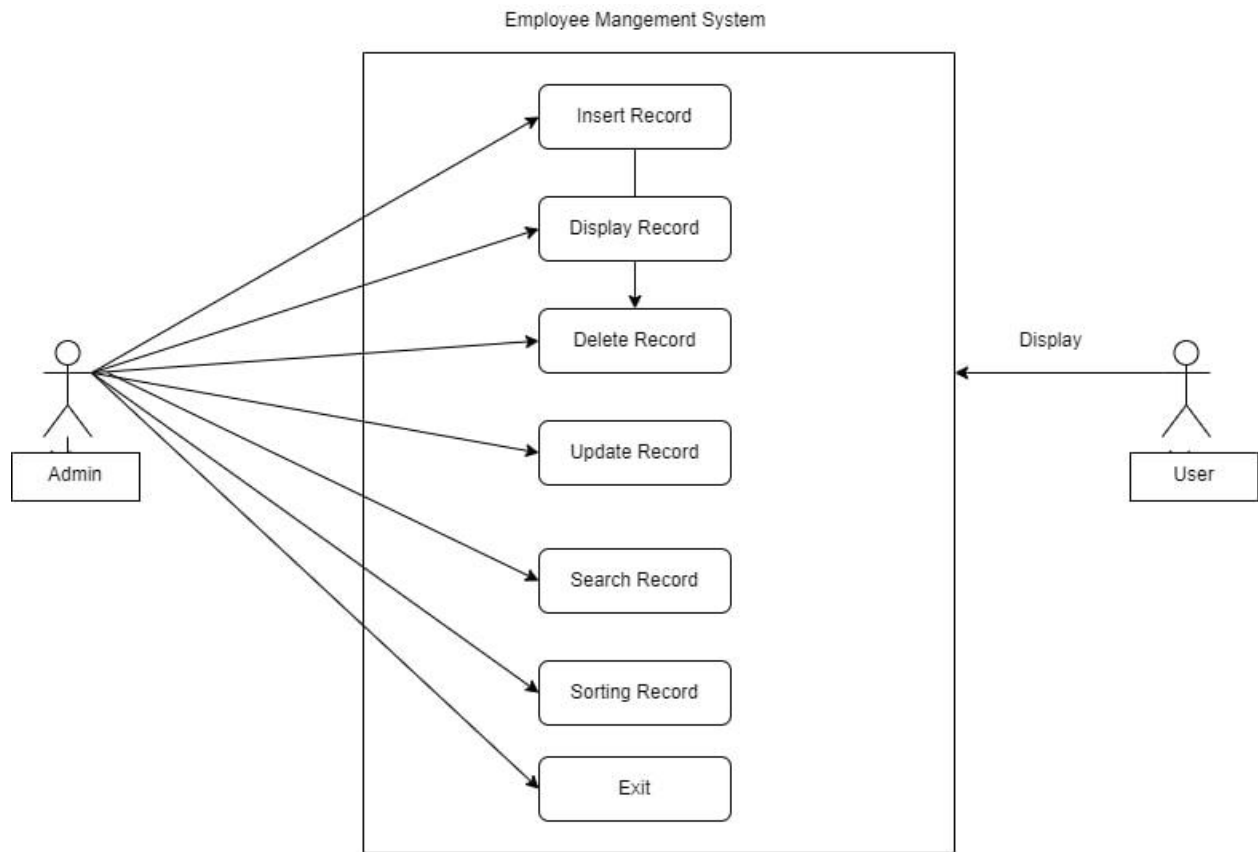 Employee Mangement System
Insert Record
Display Record
Delete Record
Display
Update Record
Admin
User
Search Record
Sorting Record
Exit